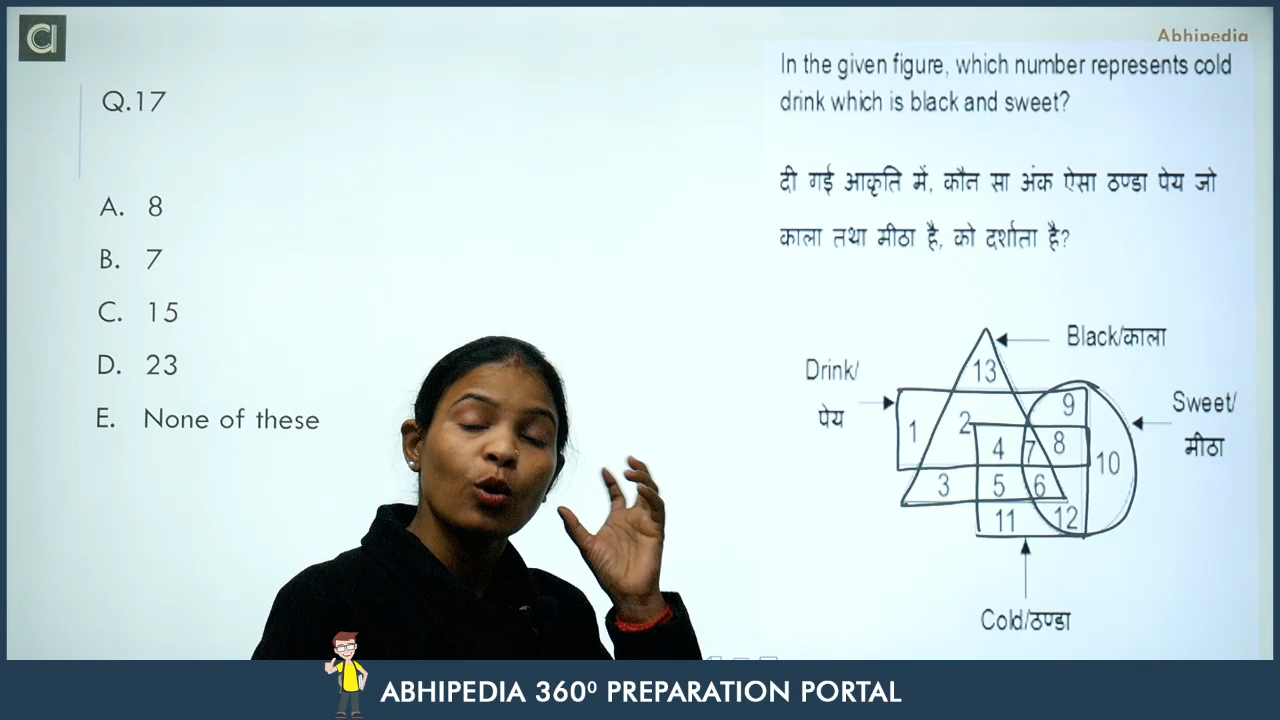 Abhipedia
Q.17
A. 8
B. 7
C. 15
D. 23
E. None of these
In the given figure, which number represents cold
drink which is black and sweet?
दी गई आकृति में, कौन सा अंक ऐसा ठण्डा पेय जो
काला तथा मीठा है, को दर्शाता है?
Black/काला
Drink/
पेय
13
Sweet/
मीठा
9
1
2
4
7
8
10
3
5
6
11
12
Cold/ठण्डा
ABHIPEDIA 360⁰ PREPARATION PORTAL